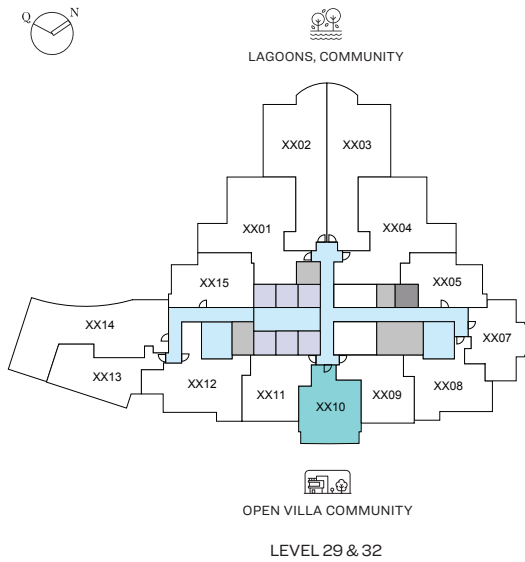 Q N
LAGOONS, COMMUNITY
XX02 XX03
XX01 XX04
XX15 XX05
XX14 XX07
XX13 XX12 XX11 XX10 XX09 XX08
OPEN VILLA COMMUNITY
LEVEL 29 & 32